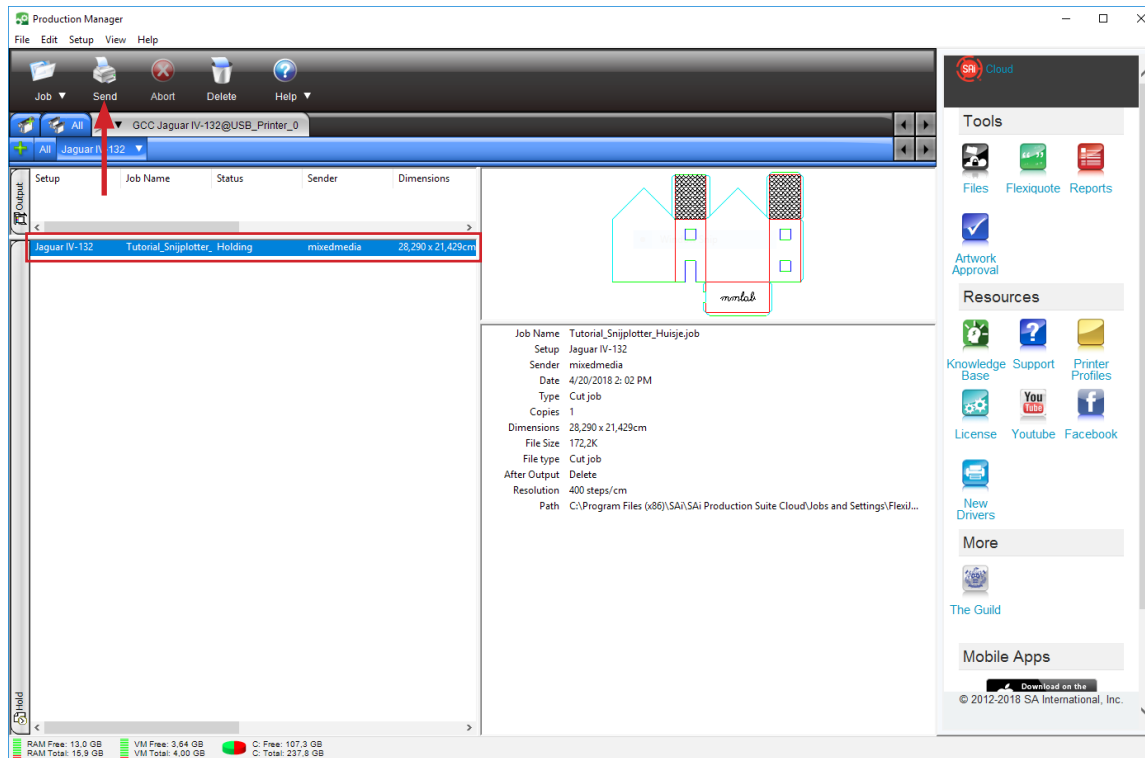 Production Manager
File Edit Setup View Help
Job Send Abort Delete Help
All GCC Jaguar IV-132@USB_Printer_0
All Jaguar IV-132
Output
Setup Job Name Status Sender Dimensions
Jaguar IV-132 Tutorial_Snijplotter_ Holding mixedmedia 28,290 x 21,429cm
Hold
mmlab
Job Name Tutorial_Snijplotter_Huisje.job
Setup Jaguar IV-132
Sender mixedmedia
Date 4/20/2018 2: 02 PM
Type Cut job
Copies 1
Dimensions 28,290 x 21,429cm
File Size 172,2K
File type Cut job
After Output Delete
Resolution 400 steps/cm
Path C:\Program Files (x86)\SAi\SAi Production Suite Cloud\Jobs and Settings\FlexiJ...
SAi Cloud
Tools
Files Flexiquote Reports
Artwork
Approval
Resources
Knowledge Support Printer
Base Profiles
You
Tube
License Youtube Facebook
New
Drivers
More
The Guild
Mobile Apps
Download on the
© 2012-2018 SA International, Inc.
RAM Free: 13,0 GB VM Free: 3,64 GB C: Free: 107,3 GB
RAM Total: 15,9 GB VM Total: 4,00 GB C: Total: 237,8 GB